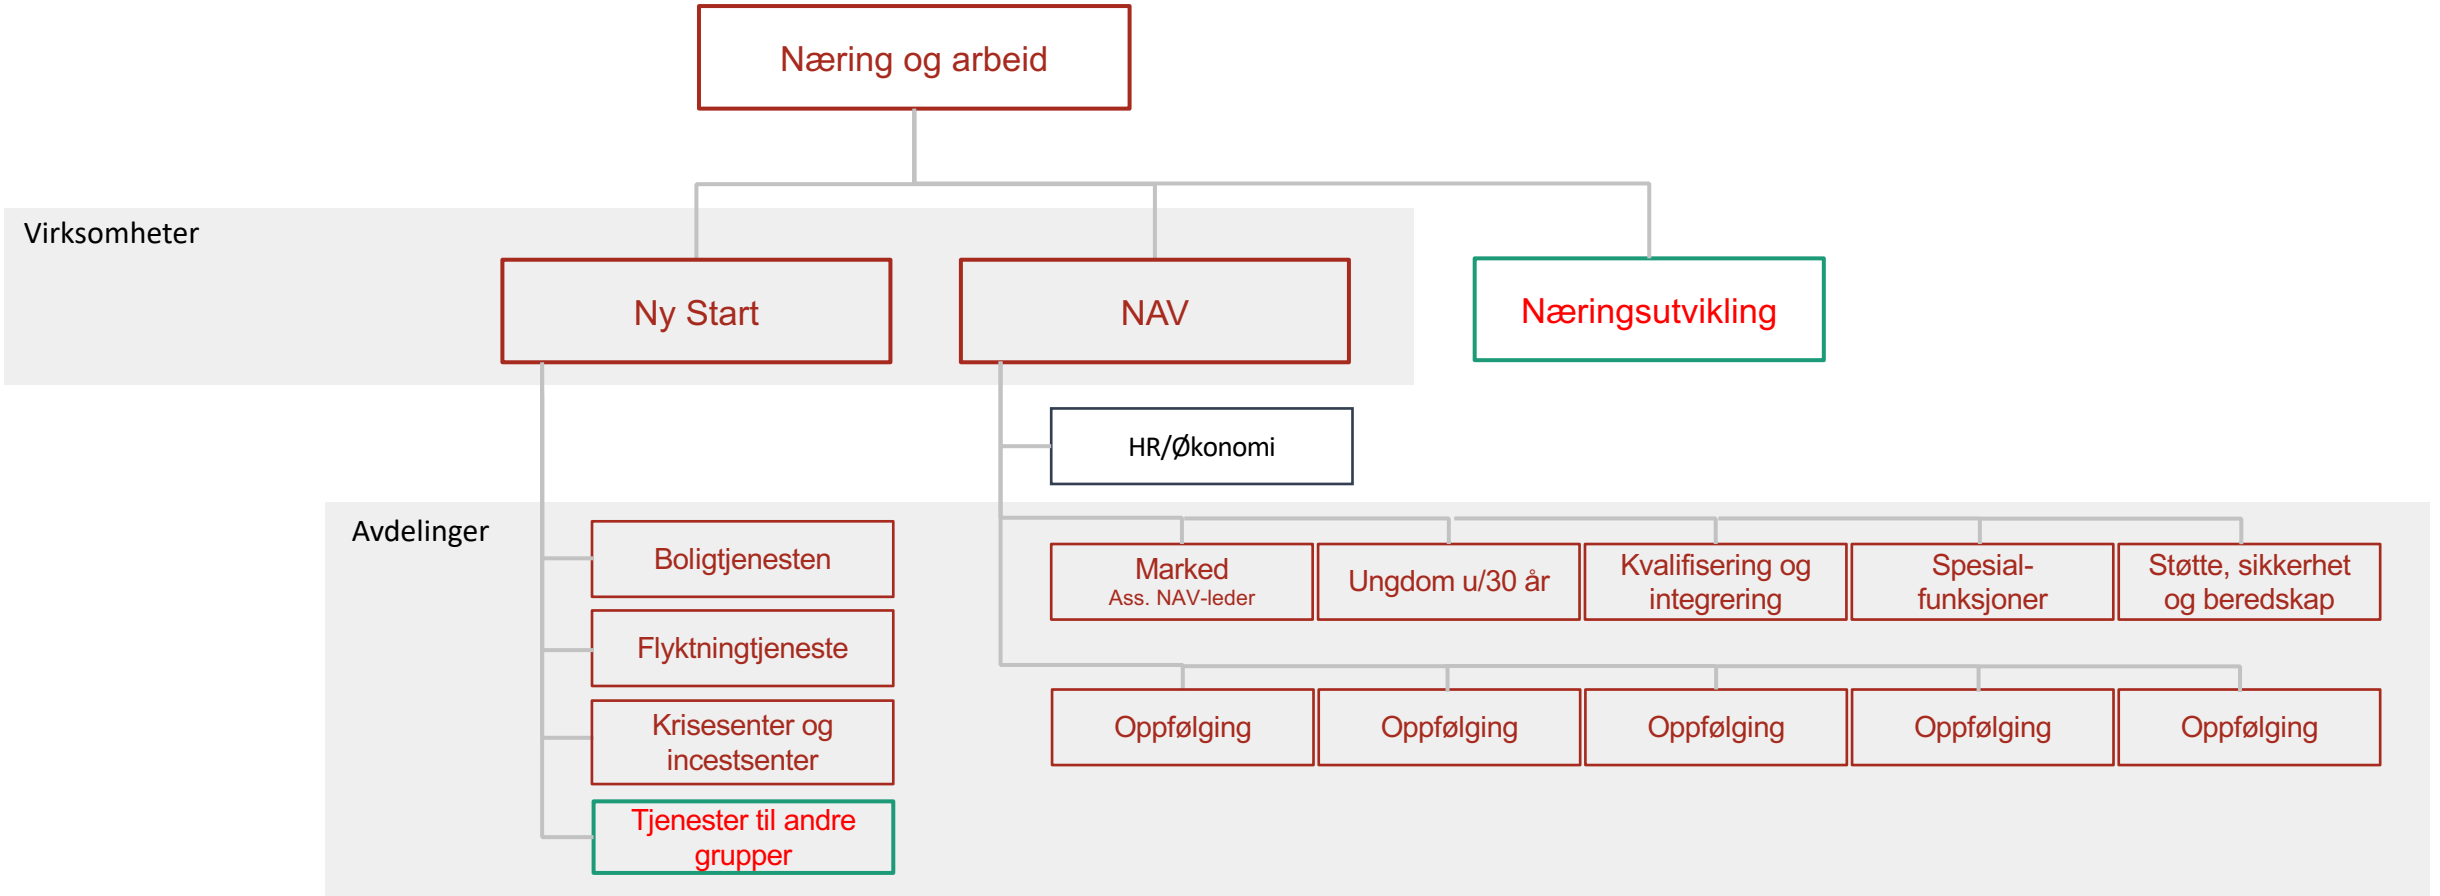 Næring og arbeid
Virksomheter
Ny Start
NAV
Næringsutvikling
HR/Økonomi
Avdelinger
Boligtjenesten
Flyktningtjeneste
Krisesenter og
incestsenter
Tjenester til andre
grupper
Marked
Ass. NAV-leder
Ungdom u/30 år
Kvalifisering og
integrering
Spesial-
funksjoner
Støtte, sikkerhet
og beredskap
Oppfølging
Oppfølging
Oppfølging
Oppfølging
Oppfølging